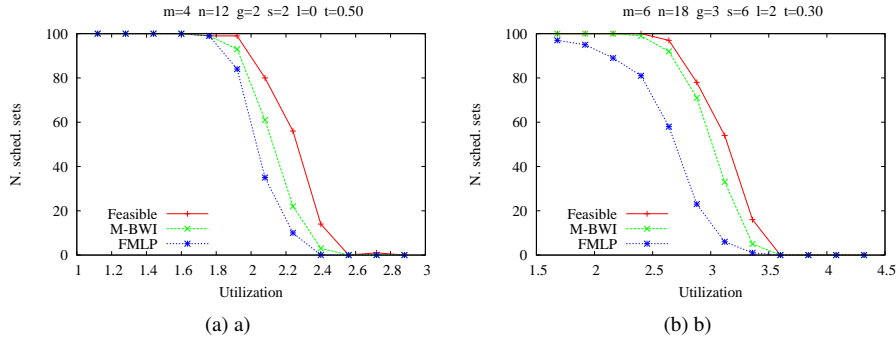 m=4 n=12 g=2 s=2 l=0 t=0.50
100
80
60
40
20
0
N. sched. sets
Feasible
M-BWI
FMLP
1 1.2 1.4 1.6 1.8 2 2.2 2.4 2.6 2.8 3
Utilization
(a) a)
m=6 n=18 g=3 s=6 l=2 t=0.30
100
80
60
40
20
0
N. sched. sets
Feasible
M-BWI
FMLP
1.5 2 2.5 3 3.5 4 4.5
Utilization
(b) b)